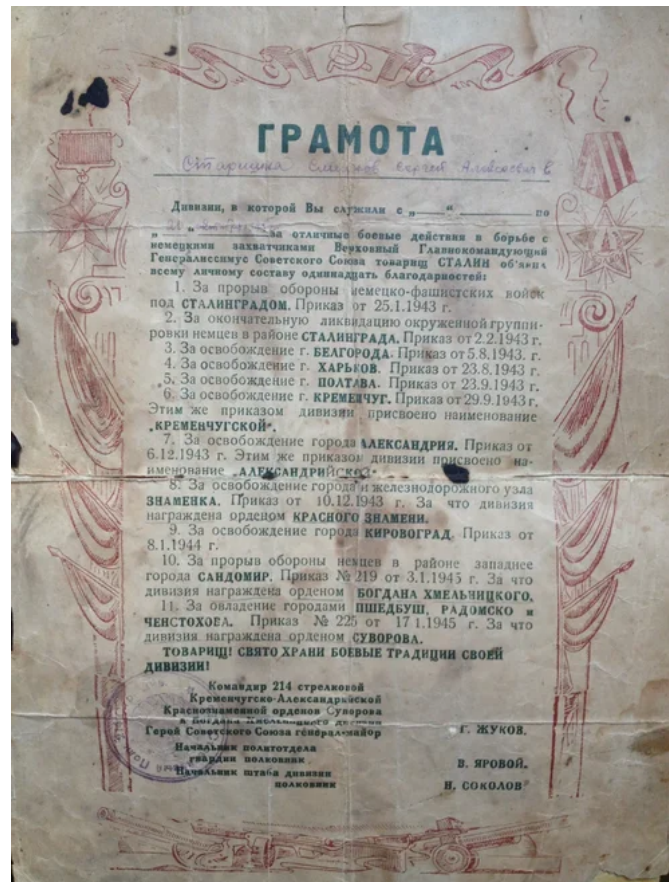 ГРАМОТА
Сергей Алексеевич
Дивизии, в которой Вы служили с „ “ по
„ “ за отличные боевые действия в борьбе с
немецкими захватчиками Верховный Главнокомандующий
Генералиссимус Советского Союза товарищ СТАЛИН об'явил
всему личному составу одиннадцать благодарностей:
1. За прорыв обороны немецко-фашистских войск
под СТАЛИНГРАДОМ. Приказ от 25.1.1943 г.
2. За окончательную ликвидацию окруженной группи-
ровки немцев в районе СТАЛИНГРАДА. Приказ от 2.2.1943 г.
3. За освобождение г. БЕЛГОРОДА. Приказ от 5.8.1943. г.
4. За освобождение г. ХАРЬКОВ. Приказ от 23.8.1943 г.
5. За освобождение г. ПОЛТАВА. Приказ от 23.9.1943 г.
6. За освобождение г. КРЕМЕНЧУГ. Приказ от 29.9.1943 г.
Этим же приказом дивизии присвоено наименование
„КРЕМЕНЧУГСКОЙ".
7. За освобождение города АЛЕКСАНДРИЯ. Приказ от
6.12.1943 г. Этим же приказом дивизии присвоено на-
именование „АЛЕКСАНДРИЙСКОЙ"
8. За освобождение города и железнодорожного узла
ЗНАМЕНКА. Приказ от 10.12.1943 г. За что дивизия
награждена орденом КРАСНОГО ЗНАМЕНИ.
9. За освобождение города КИРОВОГРАД. Приказ от
8.1.1944 г.
10. За прорыв обороны немцев в районе западнее
города САНДОМИР. Приказ № 219 от 3.1.1945 г. За что
дивизия награждена орденом БОГДАНА ХМЕЛЬНИЦКОГО.
11. За овладение городами ПШЕДБУШ, РАДОМСКО и
ЧЕНСТОХОВА. Приказ № 225 от 17 1.1945 г. За что
дивизия награждена орденом СУВОРОВА.
ТОВАРИЩ! СВЯТО ХРАНИ БОЕВЫЕ ТРАДИЦИИ СВОЕЙ
ДИВИЗИИ!
Командир 214 стрелковой
Кременчугско-Александрийской
Краснознаменной орденов Суворова
и Богдана Хмельницкого дивизии
Герой Советского Союза генерал-майор Г. ЖУКОВ.
Начальник политотдела
гвардии полковник В. ЯРОВОЙ.
Начальник штаба дивизии
полковник Н. СОКОЛОВ